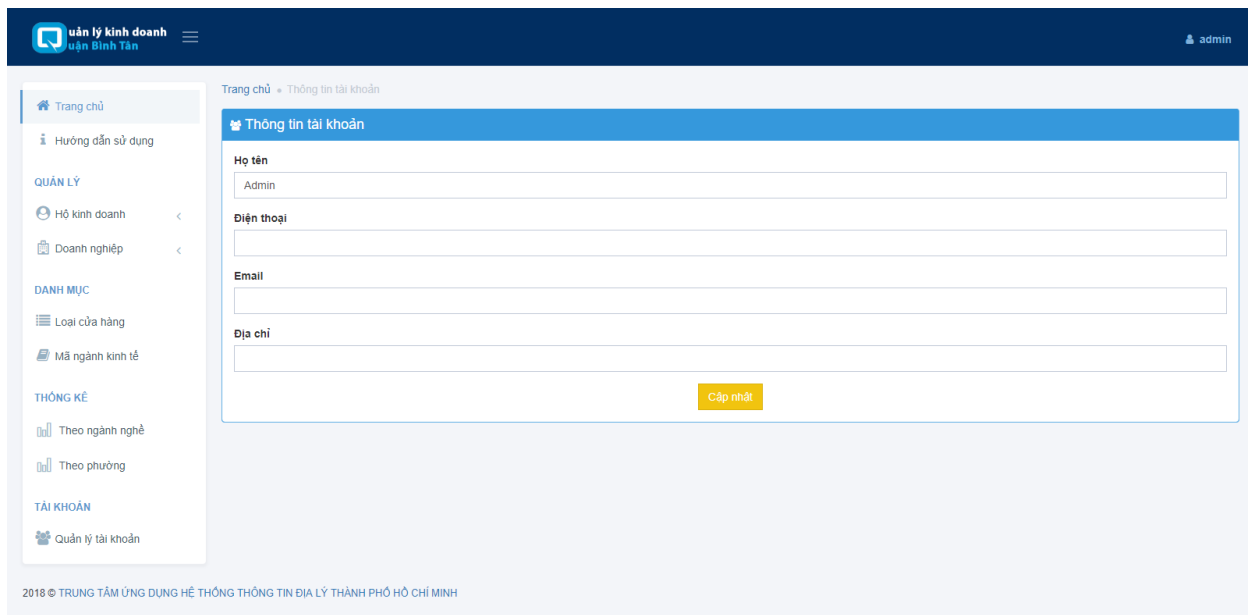 uản lý kinh doanh
uận Bình Tân
admin
Trang chủ
Hướng dẫn sử dụng
QUẢN LÝ
Hộ kinh doanh
Doanh nghiệp
DANH MỤC
Loại cửa hàng
Mã ngành kinh tế
THỐNG KÊ
Theo ngành nghề
Theo phường
TÀI KHOẢN
Quản lý tài khoản
Trang chủ Thông tin tài khoản
Thông tin tài khoản
Họ tên
Admin
Điện thoại
Email
Địa chỉ
Cập nhật
2018 © TRUNG TÂM ỨNG DỤNG HỆ THỐNG THÔNG TIN ĐỊA LÝ THÀNH PHỐ HỒ CHÍ MINH